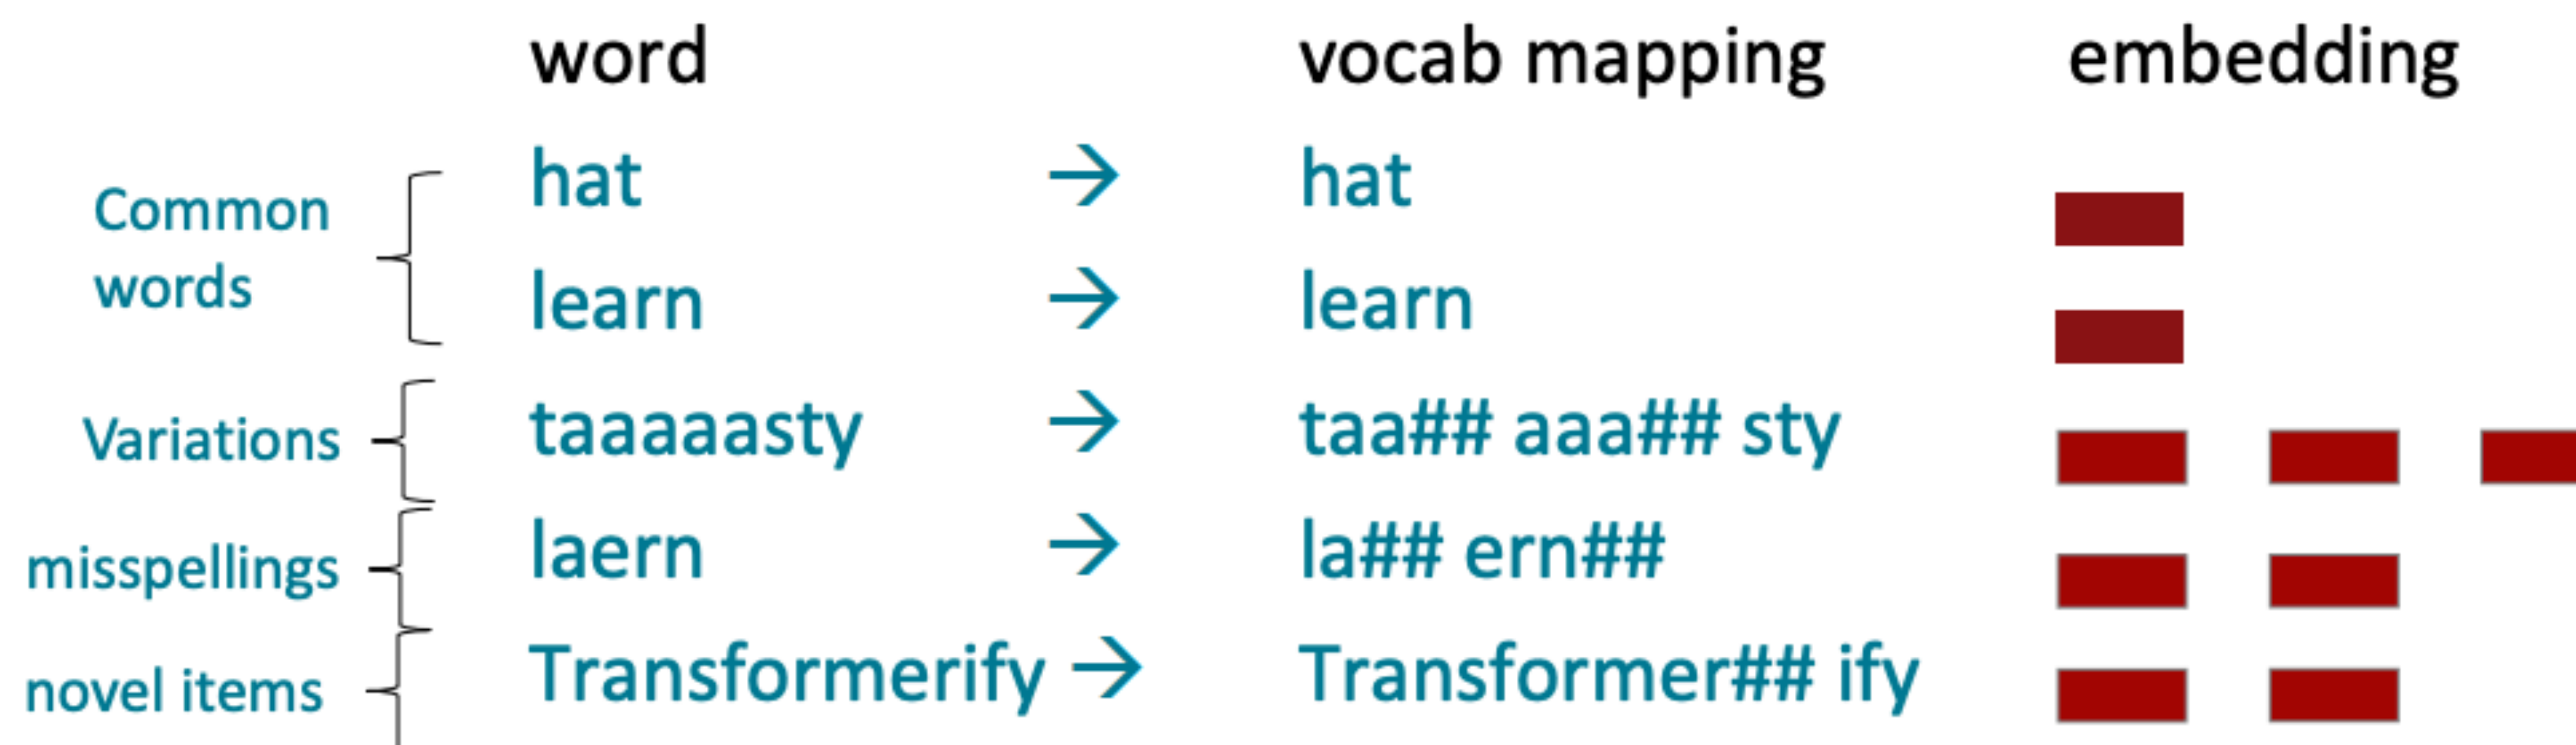 word vocab mapping embedding
hat → hat
Common
words
learn → learn
Variations taaaaasty → taa## aaa## sty
misspellings laern → la## ern##
novel items Transformerify → Transformer## ify